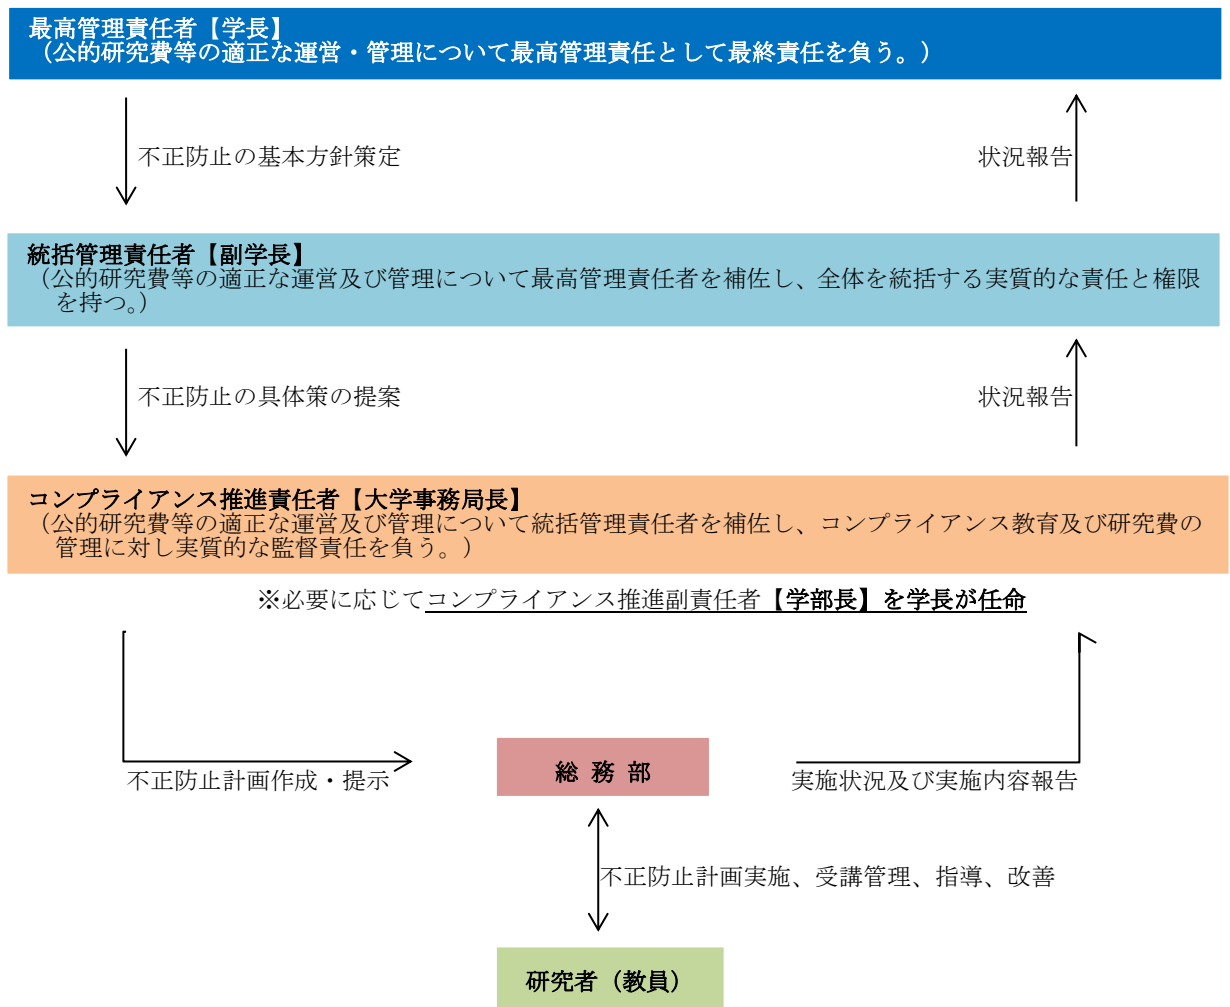 最高管理責任者【学長】
（公的研究費等の適正な運営・管理について最高管理責任として最終責任を負う。）
不正防止の基本方針策定
状況報告
統括管理責任者【副学長】
（公的研究費等の適正な運営及び管理について最高管理責任者を補佐し、全体を統括する実質的な責任と権限
を持つ。）
不正防止の具体策の提案
状況報告
コンプライアンス推進責任者【大学事務局長】
（公的研究費等の適正な運営及び管理について統括管理責任者を補佐し、コンプライアンス教育及び研究費の
管理に対し実質的な監督責任を負う。）
※必要に応じてコンプライアンス推進副責任者【学部長】を学長が任命
総 務 部
不正防止計画作成・提示
実施状況及び実施内容報告
不正防止計画実施、受講管理、指導、改善
研究者（教員）